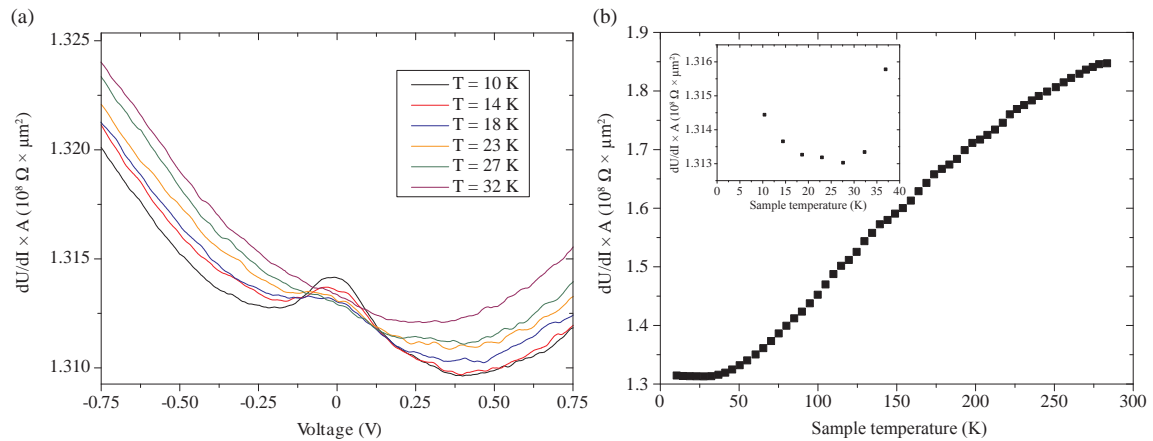 (a)
1.325
1.320
1.315
1.310
dU/dI × A (10⁸ Ω × μm²)
T = 10 K
T = 14 K
T = 18 K
T = 23 K
T = 27 K
T = 32 K
-0.75 -0.50 -0.25 0 0.25 0.50 0.75
Voltage (V)
(b)
1.9
1.8
1.7
1.6
1.5
1.4
1.3
dU/dI × A (10⁸ Ω × μm²)
1.316
1.315
1.314
1.313
dU/dI × A (10⁸ Ω × μm²)
0 5 10 15 20 25 30 35 40
Sample temperature (K)
0 50 100 150 200 250 300
Sample temperature (K)